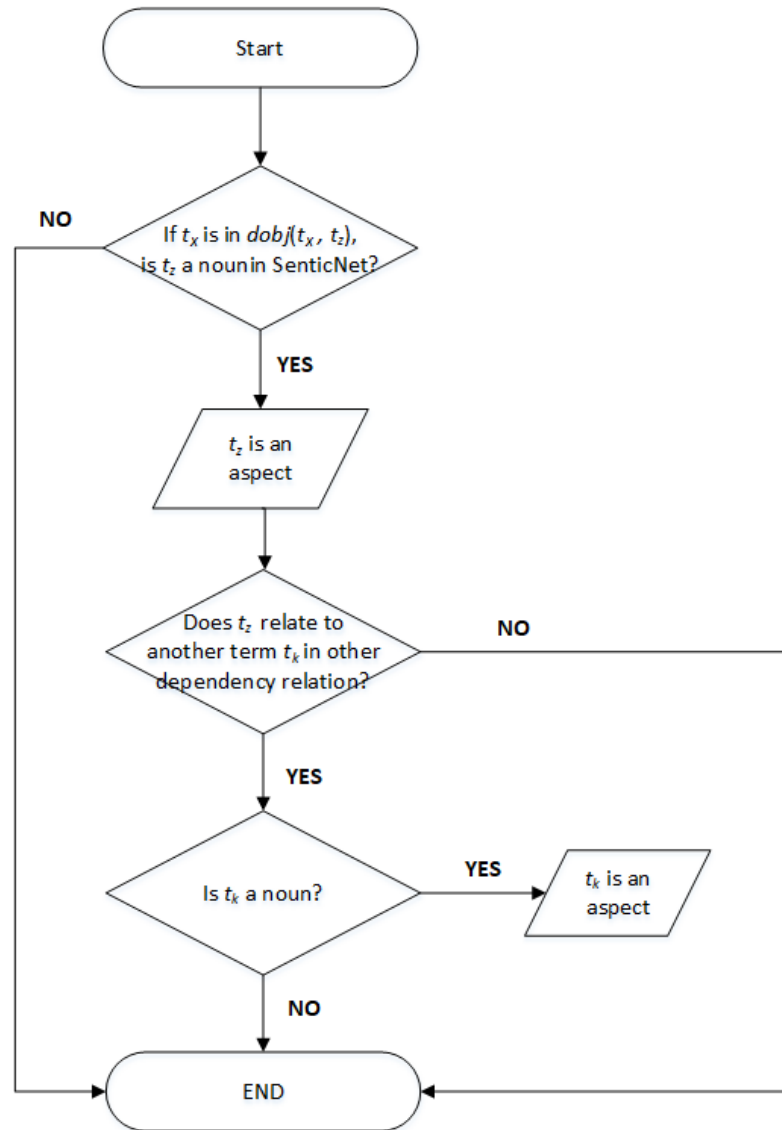 Start
NO
If tx is in dobj(tx , tz),
is tz a nounin SenticNet?
YES
tz is an
aspect
Does tz relate to
another term tk in other
dependency relation?
NO
YES
Is tk a noun?
YES
tk is an
aspect
NO
END